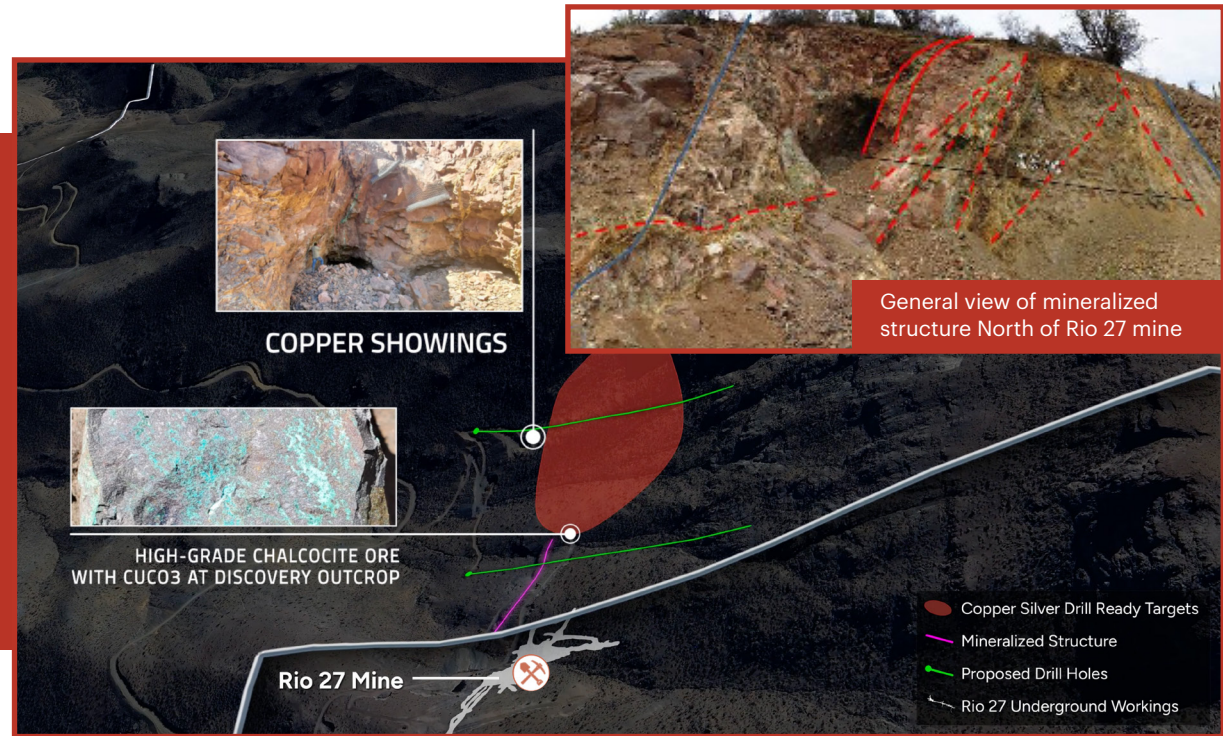 General view of mineralized
structure North of Rio 27 mine
COPPER SHOWINGS
HIGH-GRADE CHALCOCITE ORE
WITH CUCO3 AT DISCOVERY OUTCROP
Rio 27 Mine
Copper Silver Drill Ready Targets
Mineralized Structure
Proposed Drill Holes
Rio 27 Underground Workings